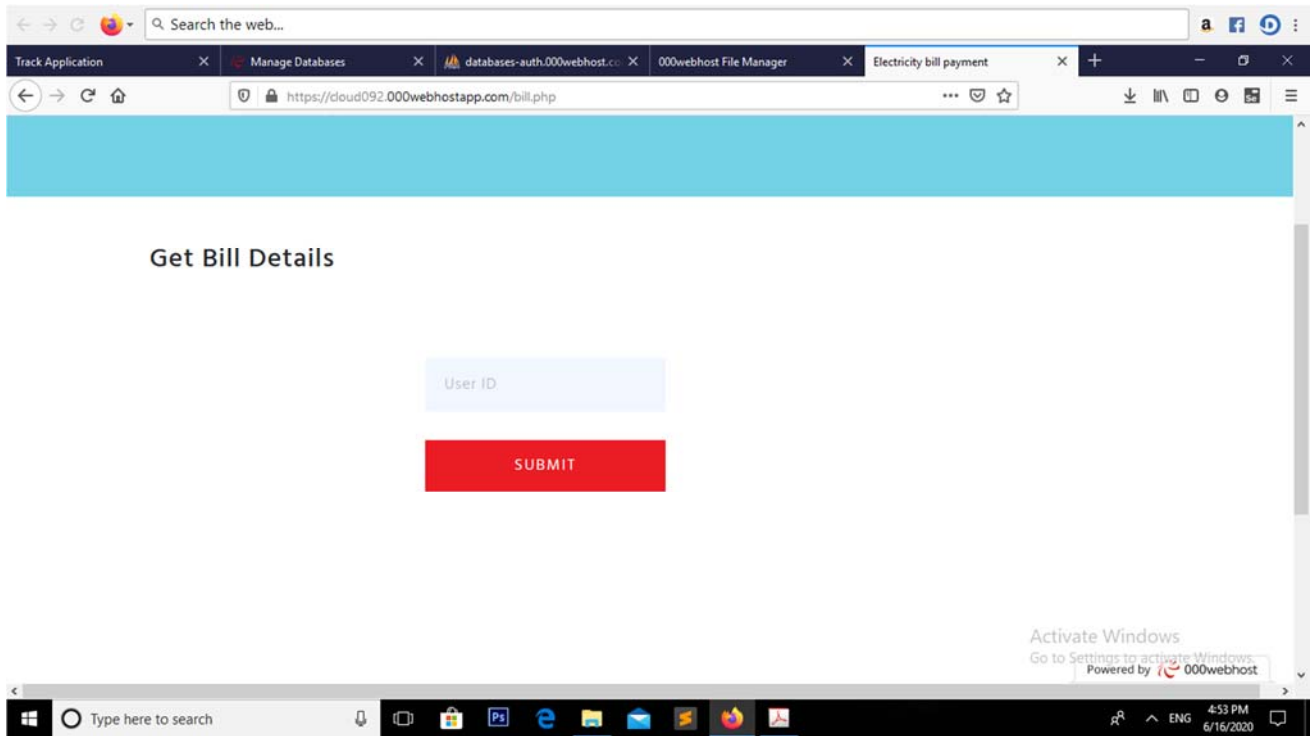 Search the web...
Track Application
Manage Databases
databases-auth.000webhost.co
000webhost File Manager
Electricity bill payment
https://cloud092.000webhostapp.com/bill.php
Get Bill Details
User ID
SUBMIT
Activate Windows
Go to Settings to activate Windows.
Powered by 000webhost
Type here to search
Ps
ENG
4:53 PM
6/16/2020